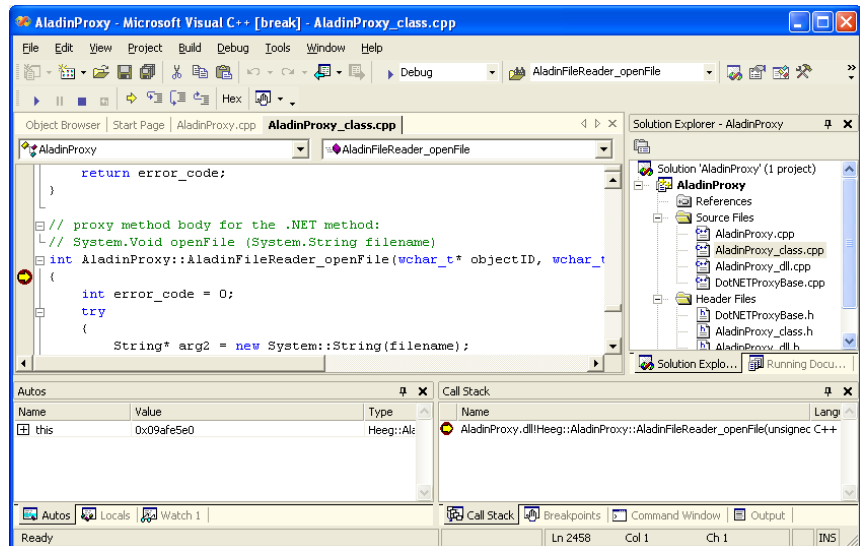 AladinProxy - Microsoft Visual C++ [break] - AladinProxy_class.cpp
File Edit View Project Build Debug Tools Window Help
Debug AladinFileReader_openFile
Hex
Object Browser Start Page AladinProxy.cpp AladinProxy_class.cpp
AladinProxy AladinFileReader_openFile
return error_code;
}
// proxy method body for the .NET method:
// System.Void openFile (System.String filename)
int AladinProxy::AladinFileReader_openFile(wchar_t* objectID, wchar_t
{
int error_code = 0;
try
{
String* arg2 = new System::String(filename);
Solution Explorer - AladinProxy
Solution 'AladinProxy' (1 project)
AladinProxy
References
Source Files
AladinProxy.cpp
AladinProxy_class.cpp
AladinProxy_dll.cpp
DotNETProxyBase.cpp
Header Files
DotNETProxyBase.h
AladinProxy_class.h
AladinProxy_dll.h
Solution Explo... Running Docu...
Autos
Name Value Type
this 0x09afe5e0 Heeg::Ala
Autos Locals Watch 1
Call Stack
Name Langu
AladinProxy.dll!Heeg::AladinProxy::AladinFileReader_openFile(unsignec C++
Call Stack Breakpoints Command Window Output
Ready Ln 2458 Col 1 Ch 1 INS